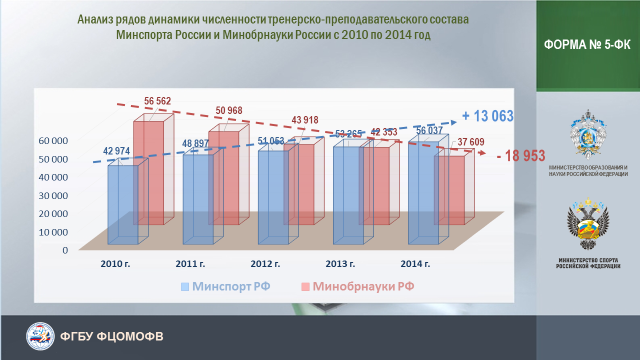 Анализ рядов динамики численности тренерско-преподавательского состава
Минспорта России и Минобрнауки России с 2010 по 2014 год
ФОРМА № 5-ФК
56 562
50 968
43 918
42 353
37 609
42 974
48 897
51 053
53 265
56 037
+ 13 063
- 18 953
60 000
50 000
40 000
30 000
20 000
10 000
0
2010 г. 2011 г. 2012 г. 2013 г. 2014 г.
Минспорт РФ Минобрнауки РФ
МИНИСТЕРСТВО ОБРАЗОВАНИЯ И
НАУКИ РОССИЙСКОЙ ФЕДЕРАЦИИ
МИНИСТЕРСТВО СПОРТА
РОССИЙСКОЙ ФЕДЕРАЦИИ
ФГБУ ФЦОМОФВ